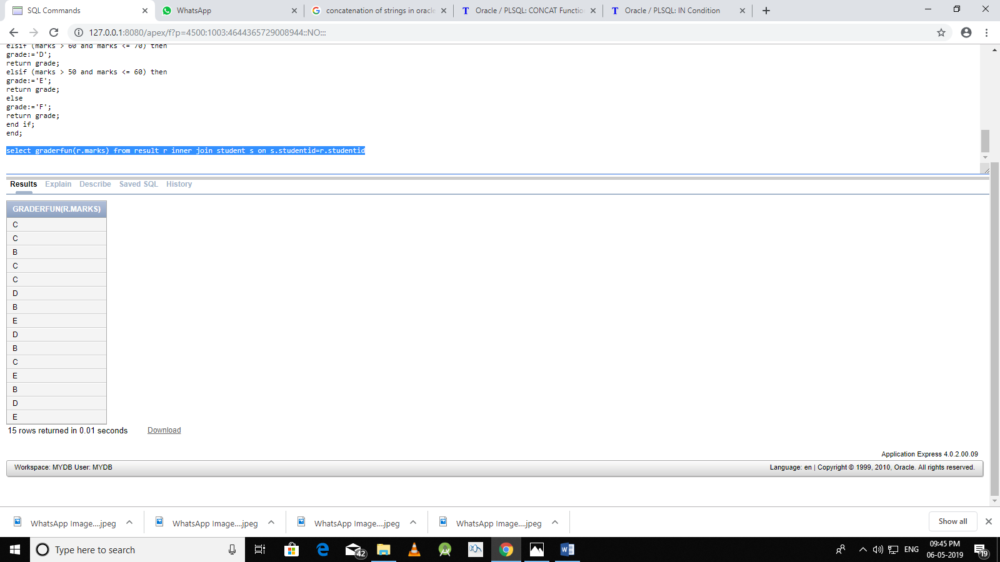 SQL Commands
WhatsApp
concatenation of strings in oracle
Oracle / PLSQL: CONCAT Functio
Oracle / PLSQL: IN Condition
127.0.0.1:8080/apex/f?p=4500:1003:4644365729008944::NO:::
elsif (marks > 60 and marks <= 70) then
grade:='D';
return grade;
elsif (marks > 50 and marks <= 60) then
grade:='E';
return grade;
else
grade:='F';
return grade;
end if;
end;
select graderfun(r.marks) from result r inner join student s on s.studentid=r.studentid
Results Explain Describe Saved SQL History
GRADERFUN(R.MARKS)
C
C
B
C
C
D
B
E
D
B
C
E
B
D
E
15 rows returned in 0.01 seconds Download
Application Express 4.0.2.00.09
Workspace: MYDB User: MYDB
Language: en | Copyright © 1999, 2010, Oracle. All rights reserved.
WhatsApp Image....jpeg
WhatsApp Image....jpeg
WhatsApp Image....jpeg
WhatsApp Image....jpeg
Show all
Type here to search
42
ENG
09:45 PM
06-05-2019
19